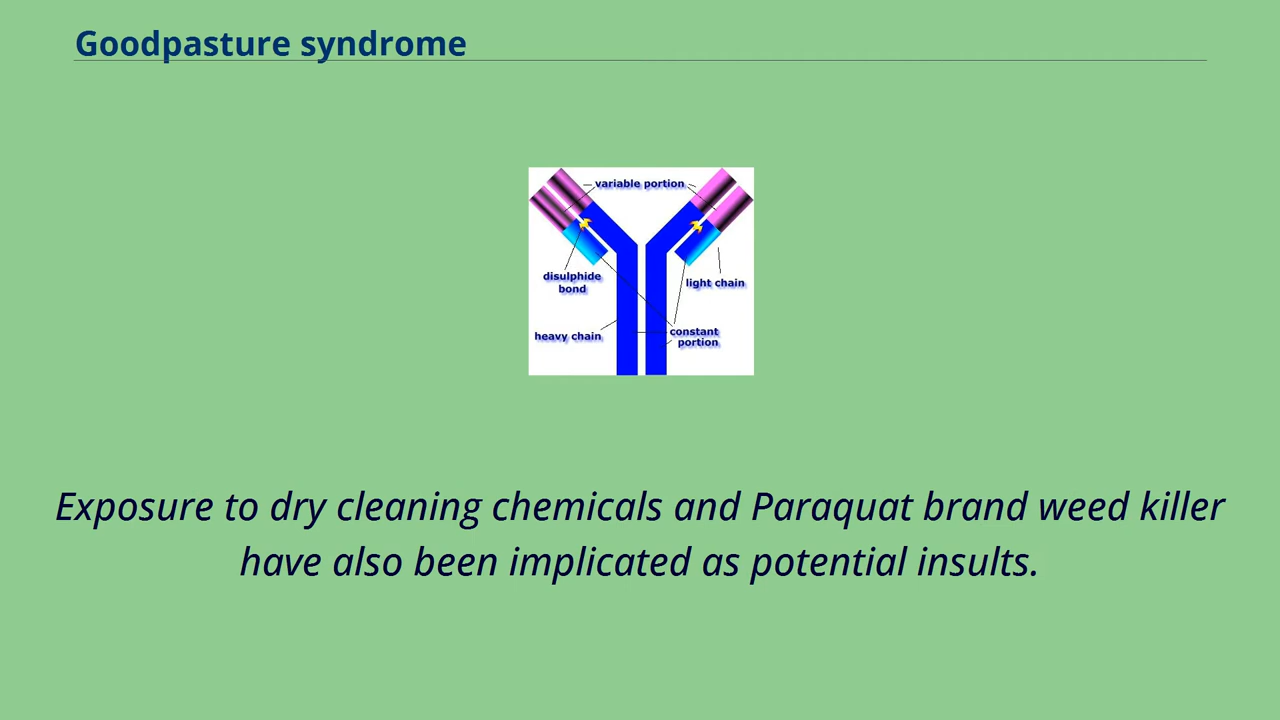 Goodpasture syndrome
variable portion
disulphide
bond
light chain
heavy chain
constant
portion
Exposure to dry cleaning chemicals and Paraquat brand weed killer
have also been implicated as potential insults.